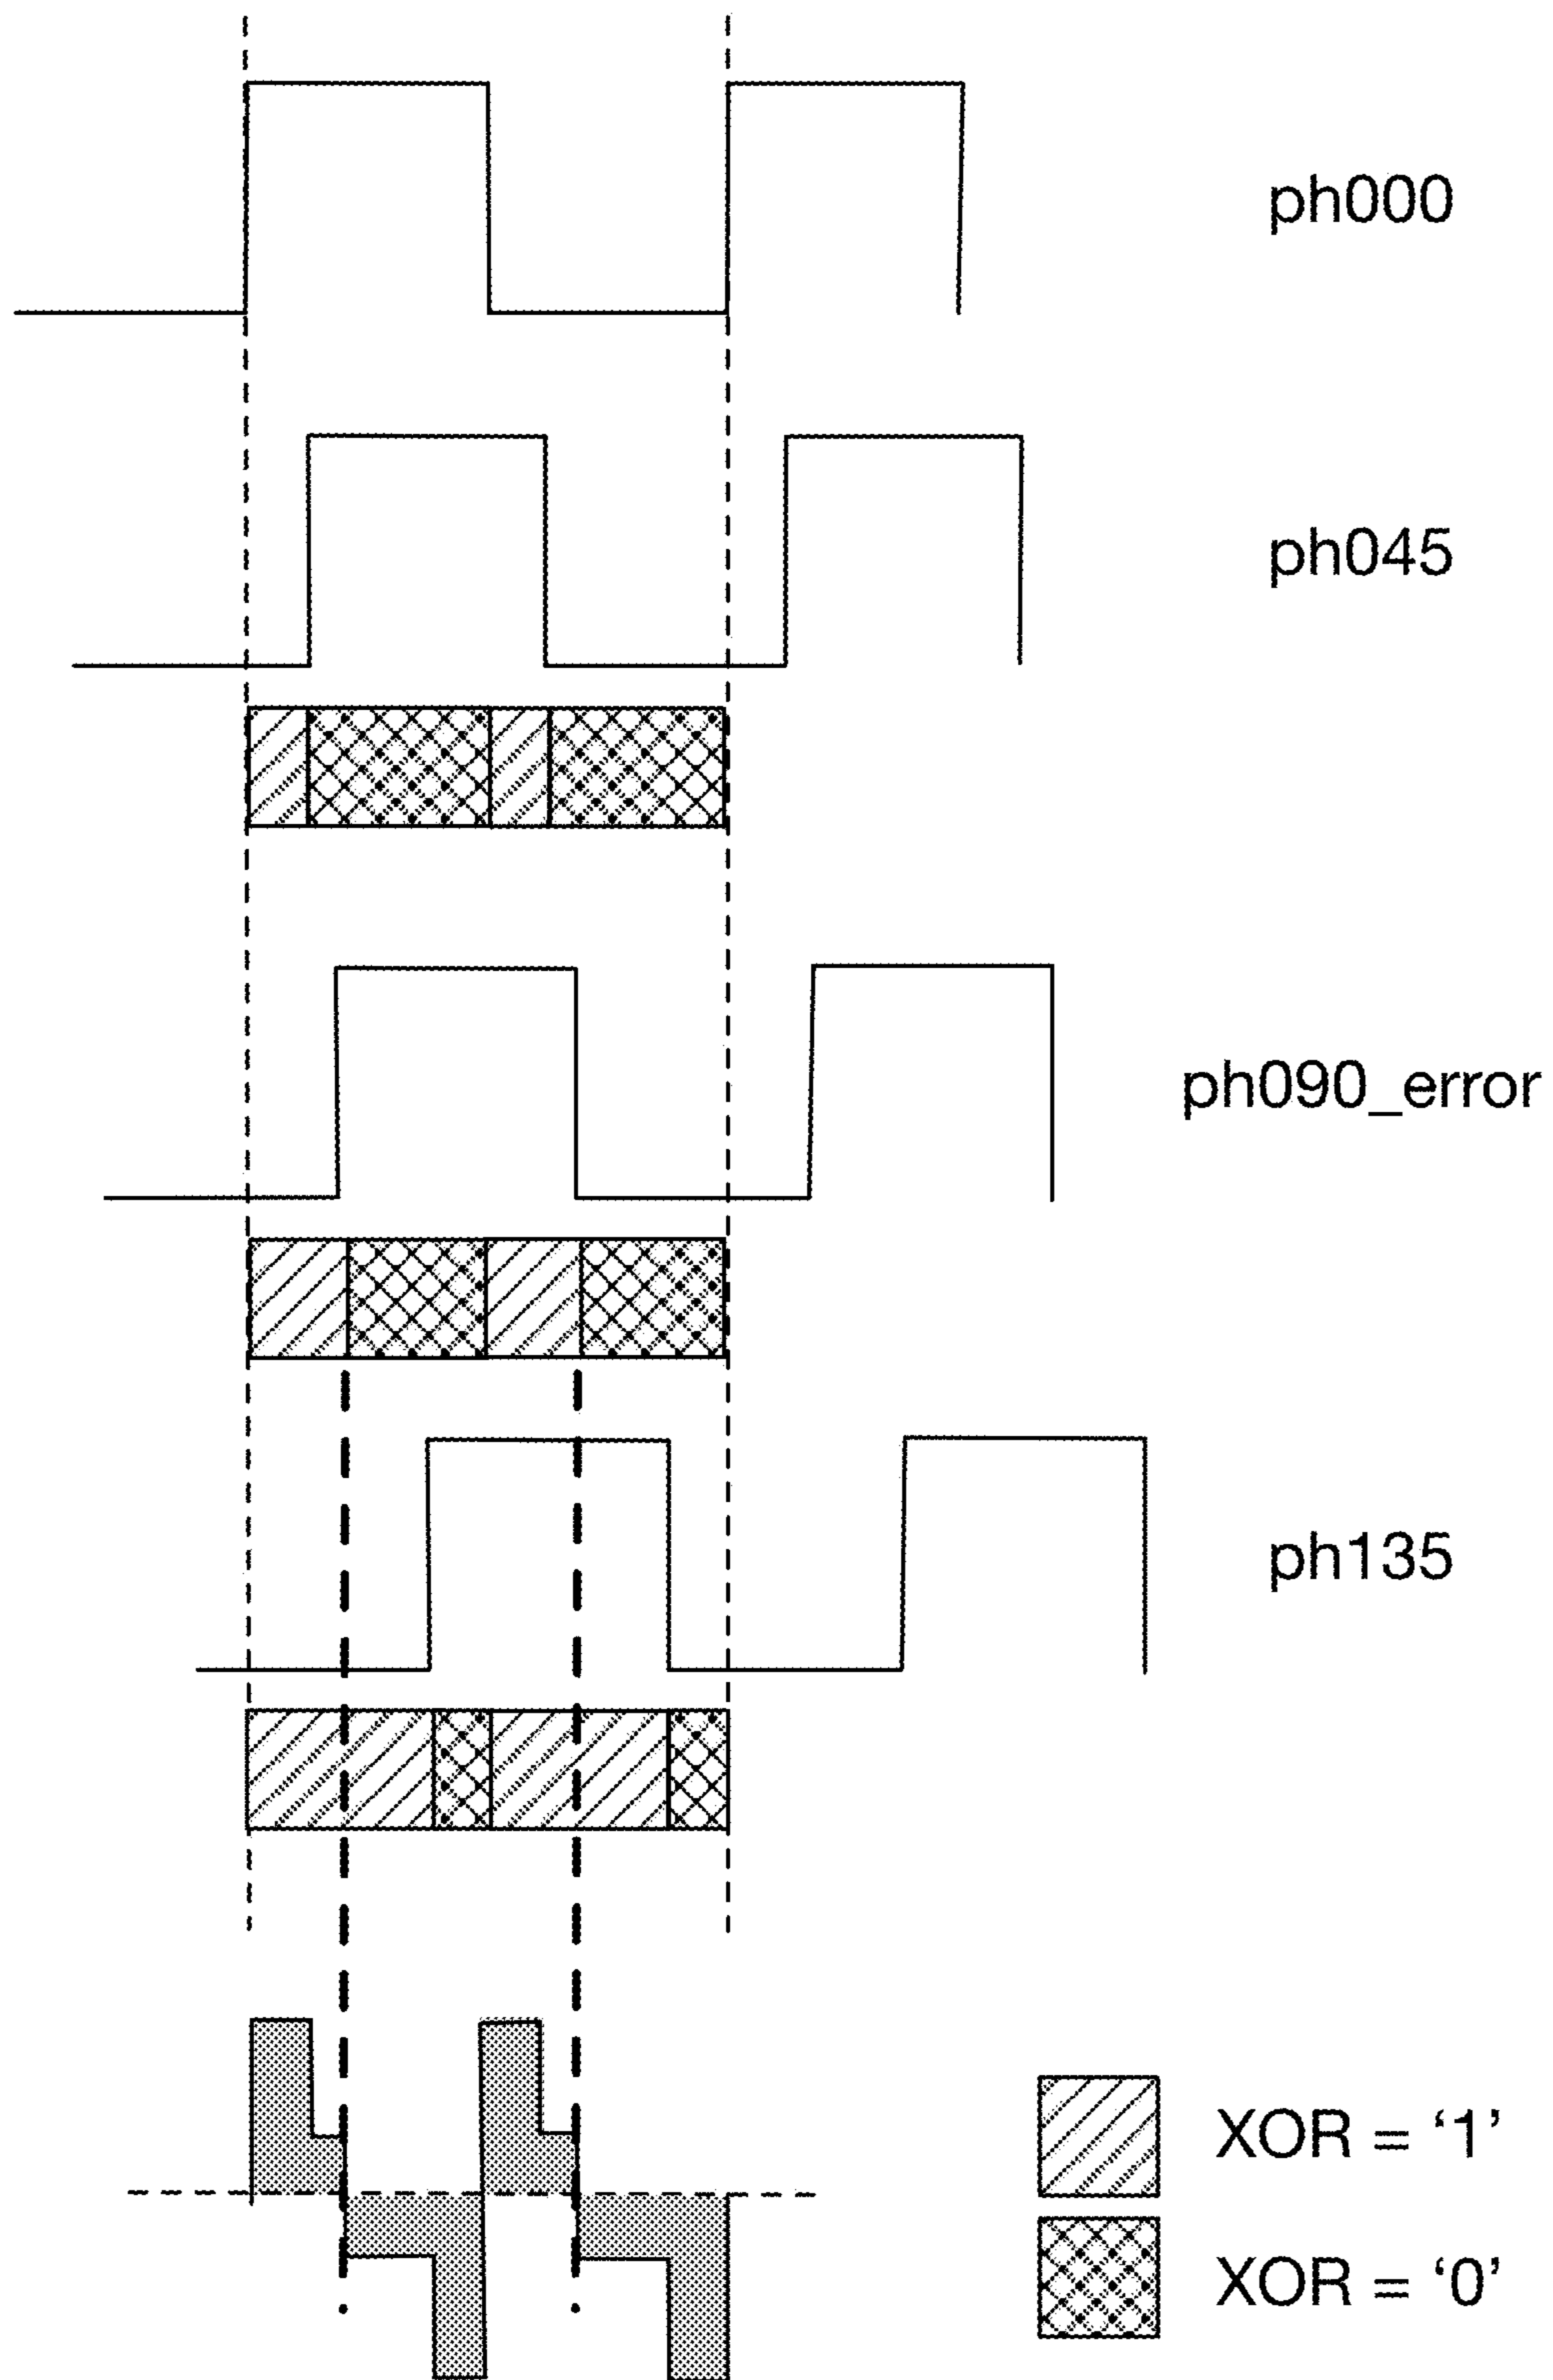 ph000
ph045
ph090_error
ph135
XOR = ‘1’
XOR = ‘0’